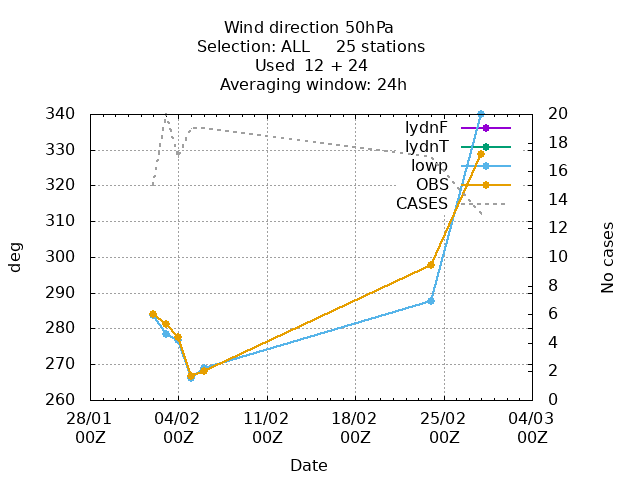 Wind direction 50hPa
Selection: ALL 25 stations
Used 12 + 24
Averaging window: 24h
340
330
320
310
300
290
280
270
260
deg
20
18
16
14
12
10
8
6
4
2
0
No cases
lydnF
lydnT
lowp
OBS
CASES
28/01 04/02 11/02 18/02 25/02 04/03
00Z 00Z 00Z 00Z 00Z 00Z
Date